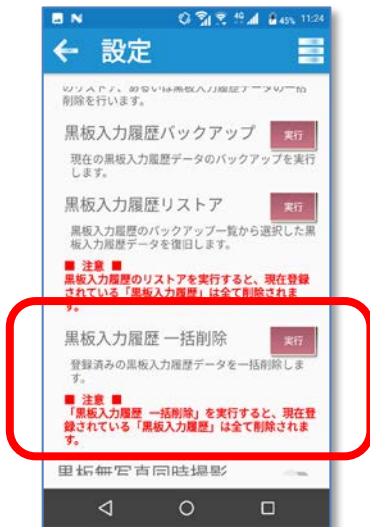 45% 11:24
設定
のリストア、あるいは黒板入力履歴データの一括
削除を行います。
黒板入力履歴バックアップ 実行
現在の黒板入力履歴データのバックアップを実行
します。
黒板入力履歴リストア 実行
黒板入力履歴のバックアップ一覧から選択した黒
板入力履歴データを復旧します。
■ 注意 ■
黒板入力履歴のリストアを実行すると、現在登録
されている「黒板入力履歴」は全て削除されま
す。
黒板入力履歴 一括削除 実行
登録済みの黒板入力履歴データを一括削除しま
す。
■ 注意 ■
「黒板入力履歴 一括削除」を実行すると、現在登
録されている「黒板入力履歴」は全て削除されま
す。
黒板無写真同時撮影